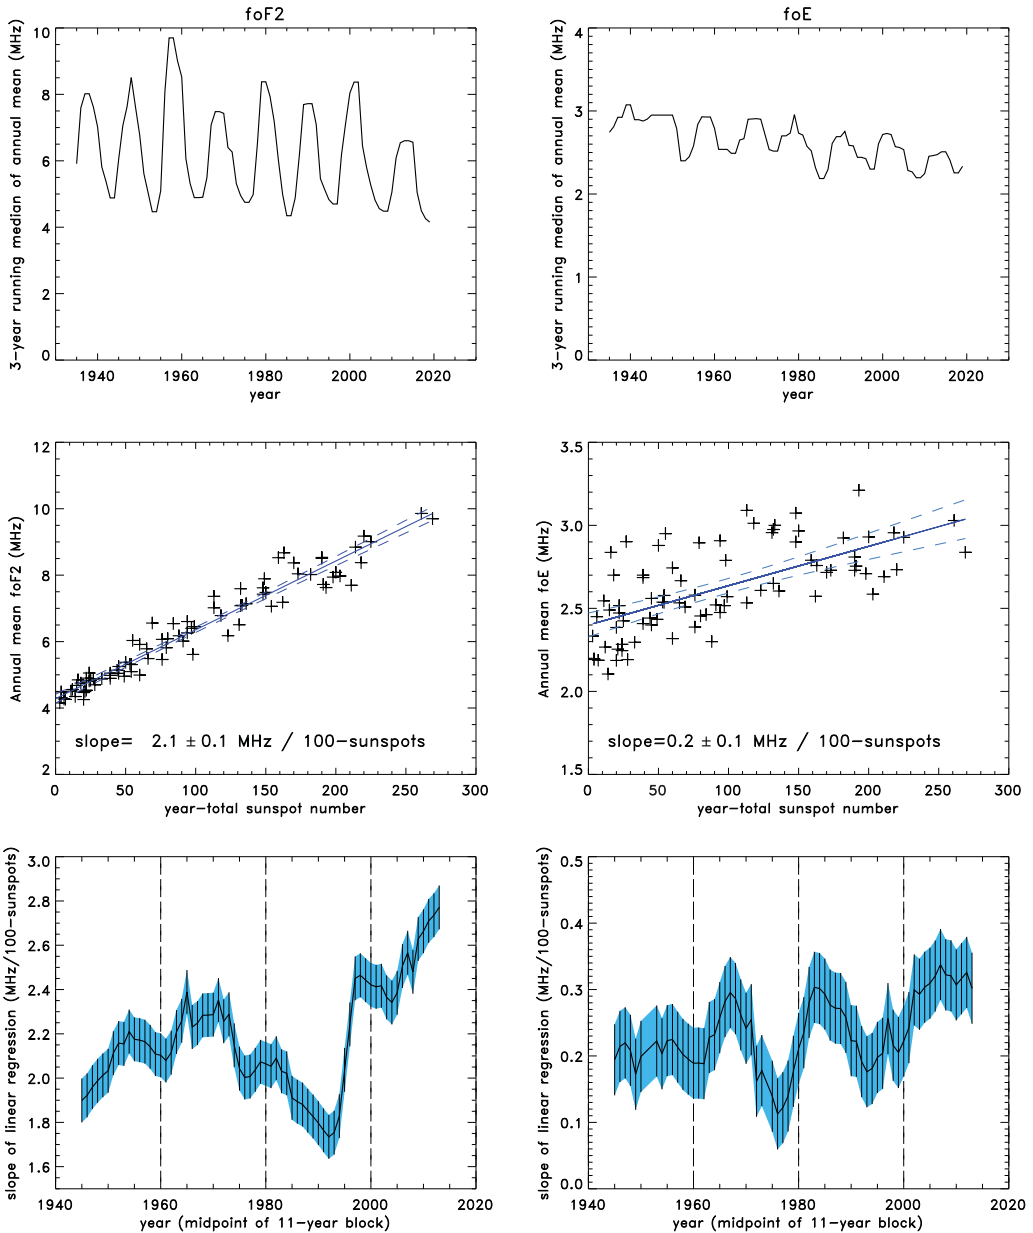 foF2
3-year running median of annual mean (MHz)
10
8
6
4
2
0
1940 1960 1980 2000 2020
year
foE
3-year running median of annual mean (MHz)
4
3
2
1
0
1940 1960 1980 2000 2020
year
Annual mean foF2 (MHz)
12
10
8
6
4
2
slope= 2.1 ± 0.1 MHz / 100-sunspots
0 50 100 150 200 250 300
year-total sunspot number
Annual mean foE (MHz)
3.5
3.0
2.5
2.0
1.5
slope=0.2 ± 0.1 MHz / 100-sunspots
0 50 100 150 200 250 300
year-total sunspot number
slope of linear regression (MHz/100-sunspots)
3.0
2.8
2.6
2.4
2.2
2.0
1.8
1.6
1940 1960 1980 2000 2020
year (midpoint of 11-year block)
slope of linear regression (MHz/100-sunspots)
0.5
0.4
0.3
0.2
0.1
0.0
1940 1960 1980 2000 2020
year (midpoint of 11-year block)